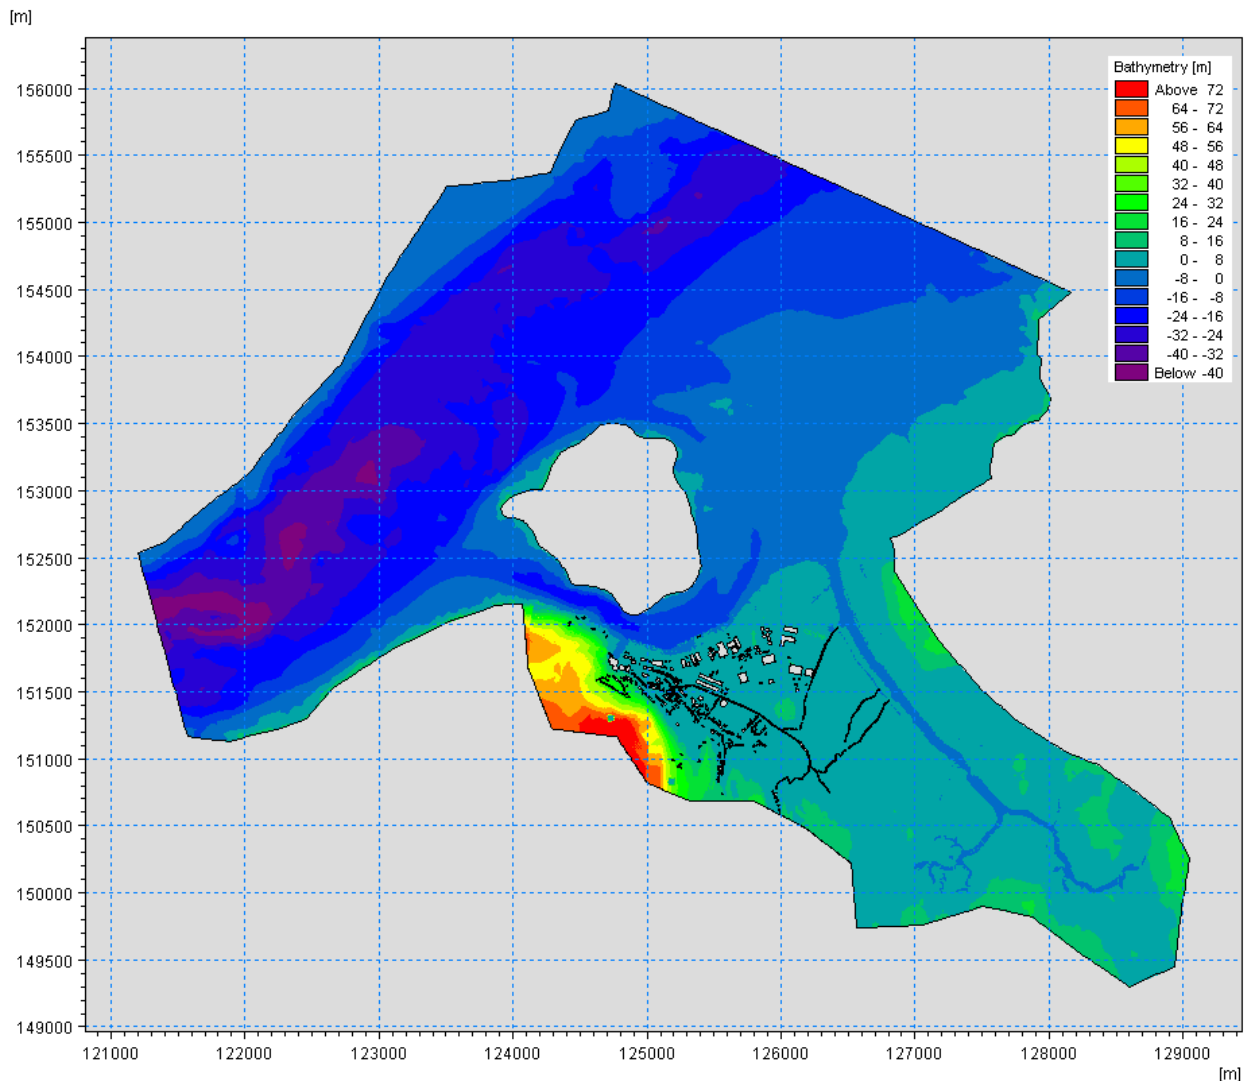 [m]
Bathymetry [m]
Above 72
64 - 72
56 - 64
48 - 56
40 - 48
32 - 40
24 - 32
16 - 24
8 - 16
0 - 8
-8 - 0
-16 - -8
-24 - -16
-32 - -24
-40 - -32
Below -40
156000
155500
155000
154500
154000
153500
153000
152500
152000
151500
151000
150500
150000
149500
149000
121000 122000 123000 124000 125000 126000 127000 128000 129000
[m]